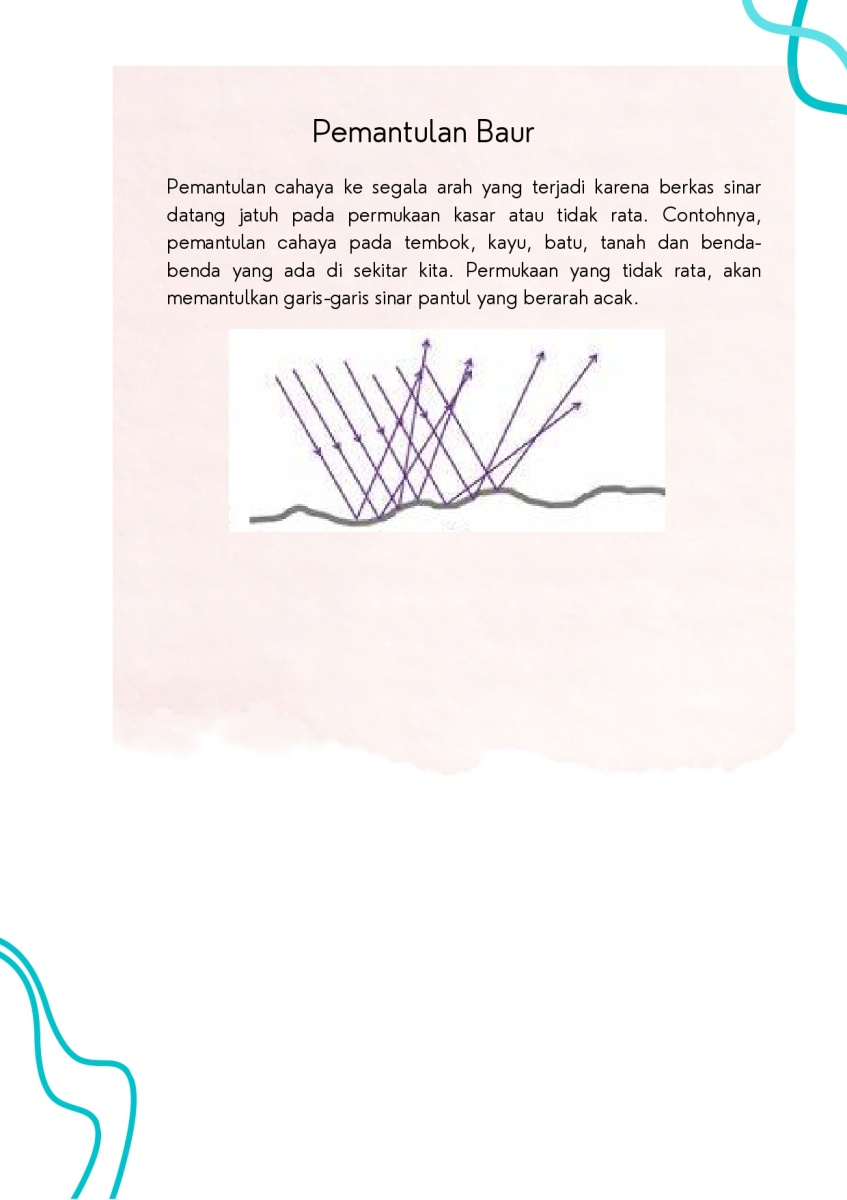 Pemantulan Baur
Pemantulan cahaya ke segala arah yang terjadi karena berkas sinar
datang jatuh pada permukaan kasar atau tidak rata. Contohnya,
pemantulan cahaya pada tembok, kayu, batu, tanah dan benda-
benda yang ada di sekitar kita. Permukaan yang tidak rata, akan
memantulkan garis-garis sinar pantul yang berarah acak.